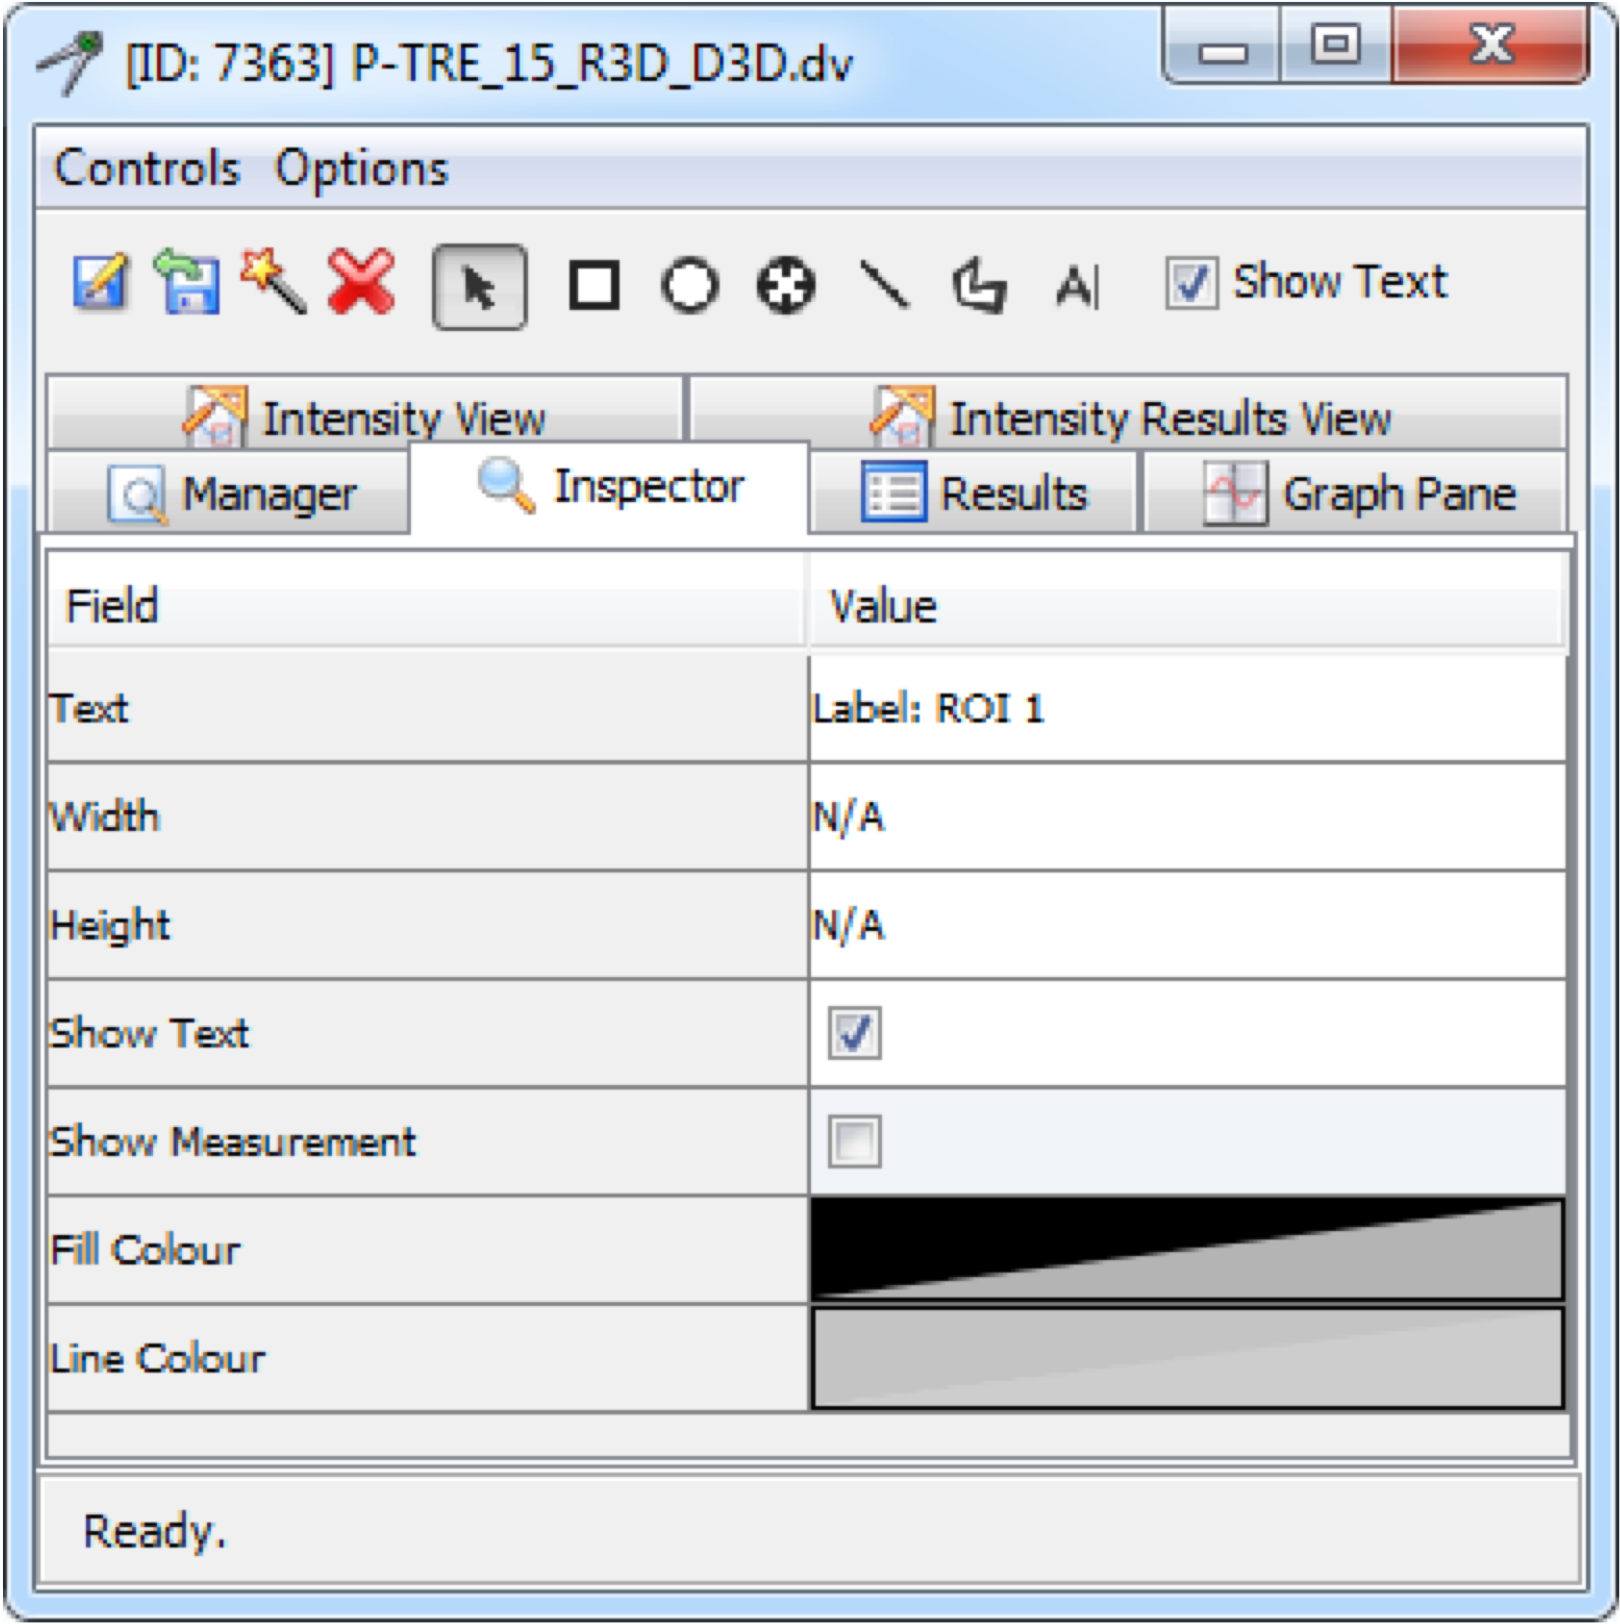 [ID: 7363] P-TRE_15_R3D_D3D.dv
Controls Options
A| Show Text
Intensity View Intensity Results View
Manager Inspector Results Graph Pane
Field Value
Text Label: ROI 1
Width N/A
Height N/A
Show Text
Show Measurement
Fill Colour
Line Colour
Ready.